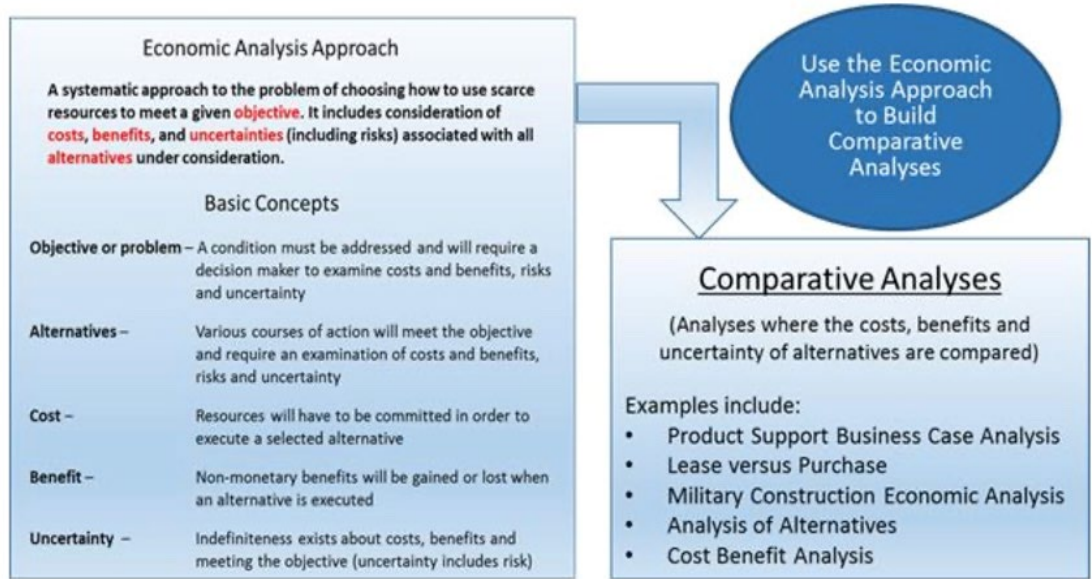 Economic Analysis Approach
A systematic approach to the problem of choosing how to use scarce
resources to meet a given objective. It includes consideration of
costs, benefits, and uncertainties (including risks) associated with all
alternatives under consideration.
Basic Concepts
Objective or problem – A condition must be addressed and will require a
decision maker to examine costs and benefits, risks
and uncertainty
Alternatives – Various courses of action will meet the objective
and require an examination of costs and benefits,
risks and uncertainty
Cost – Resources will have to be committed in order to
execute a selected alternative
Benefit – Non-monetary benefits will be gained or lost when
an alternative is executed
Uncertainty – Indefiniteness exists about costs, benefits and
meeting the objective (uncertainty includes risk)
Use the Economic
Analysis Approach
to Build
Comparative
Analyses
Comparative Analyses
(Analyses where the costs, benefits and
uncertainty of alternatives are compared)
Examples include:
• Product Support Business Case Analysis
• Lease versus Purchase
• Military Construction Economic Analysis
• Analysis of Alternatives
• Cost Benefit Analysis